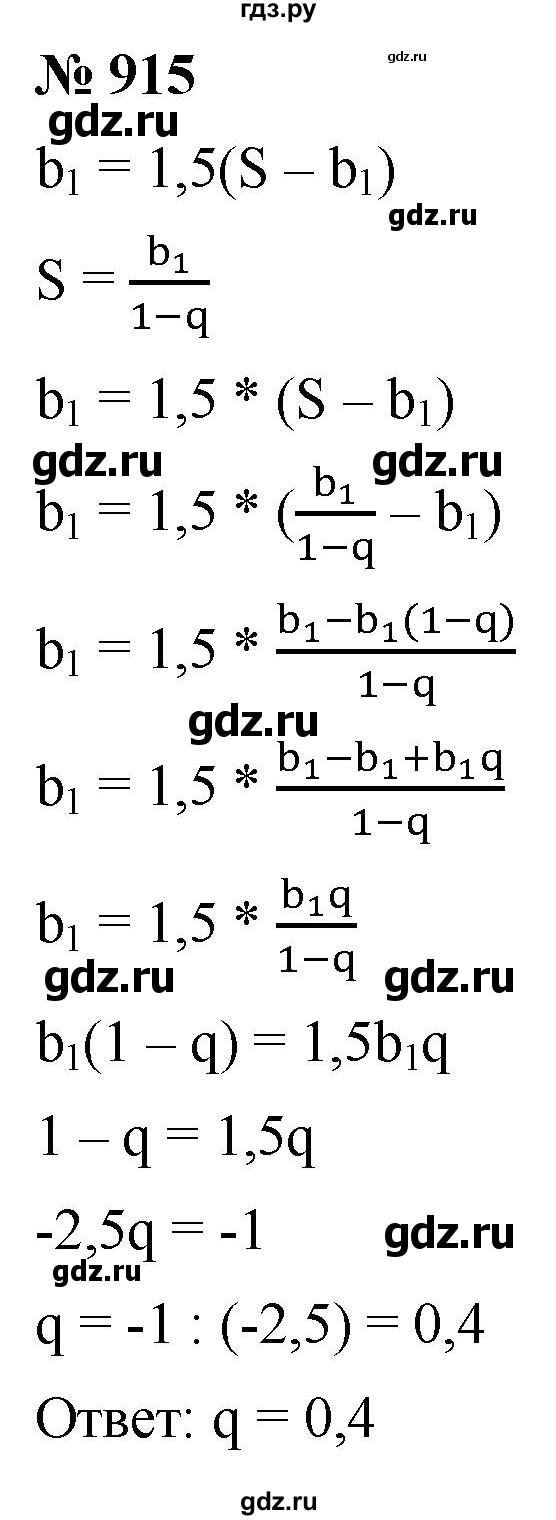 гдз.ру
№ 915
gdz.ru
gdz.ru
b₁ = 1,5(S – b₁)
gdz.ru
S = b₁/(1−q)
b₁ = 1,5 * (S – b₁)
gdz.ru gdz.ru
b₁ = 1,5 * (b₁/(1−q) – b₁)
b₁ = 1,5 * (b₁−b₁(1−q))/(1−q)
gdz.ru
b₁ = 1,5 * (b₁−b₁+b₁q)/(1−q)
b₁ = 1,5 * b₁q/(1−q)
gdz.ru gdz.ru
b₁(1 – q) = 1,5b₁q
1 – q = 1,5q
-2,5q = -1
gdz.ru
gdz.ru
q = -1 : (-2,5) = 0,4
Ответ: q = 0,4
gdz.ru